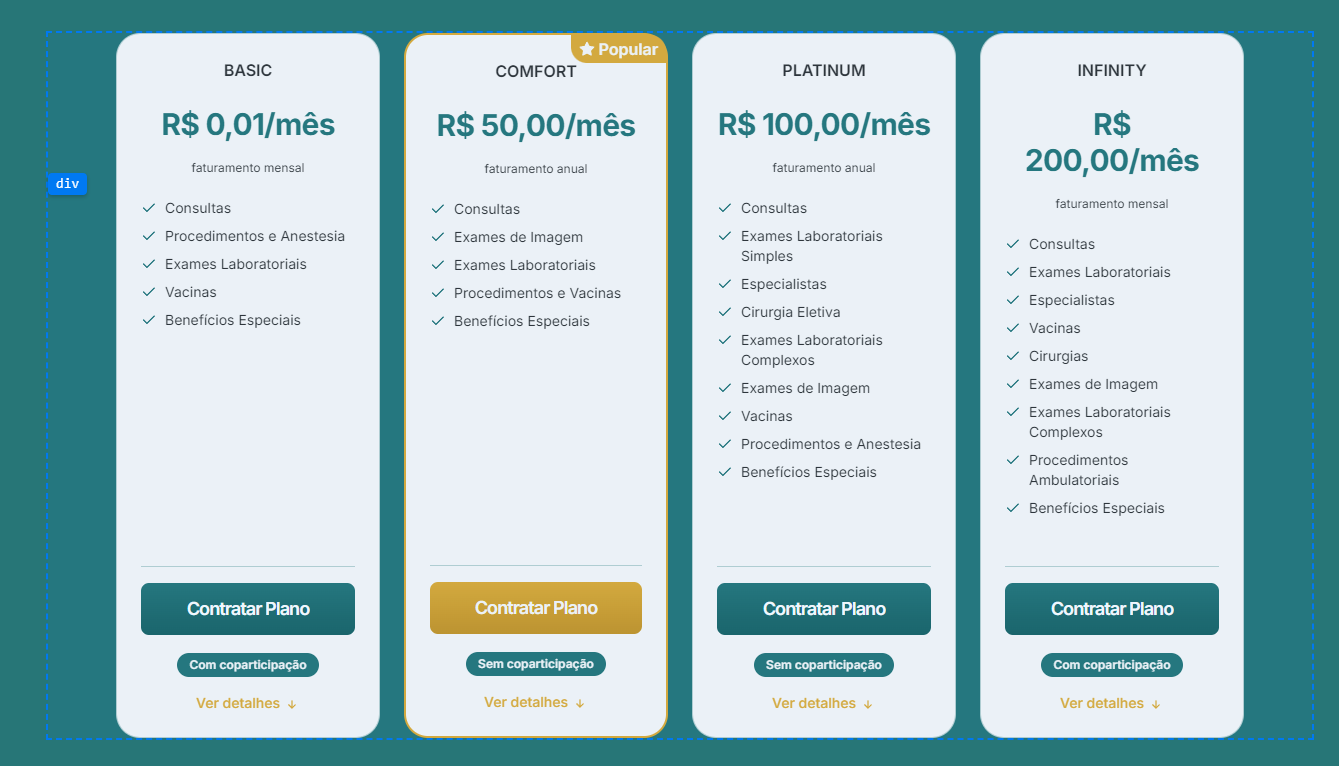 div
BASIC
R$ 0,01/mês
faturamento mensal
Consultas
Procedimentos e Anestesia
Exames Laboratoriais
Vacinas
Benefícios Especiais
Contratar Plano
Com coparticipação
Ver detalhes ↓
Popular
COMFORT
R$ 50,00/mês
faturamento anual
Consultas
Exames de Imagem
Exames Laboratoriais
Procedimentos e Vacinas
Benefícios Especiais
Contratar Plano
Sem coparticipação
Ver detalhes ↓
PLATINUM
R$ 100,00/mês
faturamento anual
Consultas
Exames Laboratoriais
Simples
Especialistas
Cirurgia Eletiva
Exames Laboratoriais
Complexos
Exames de Imagem
Vacinas
Procedimentos e Anestesia
Benefícios Especiais
Contratar Plano
Sem coparticipação
Ver detalhes ↓
INFINITY
R$
200,00/mês
faturamento mensal
Consultas
Exames Laboratoriais
Especialistas
Vacinas
Cirurgias
Exames de Imagem
Exames Laboratoriais
Complexos
Procedimentos
Ambulatoriais
Benefícios Especiais
Contratar Plano
Com coparticipação
Ver detalhes ↓